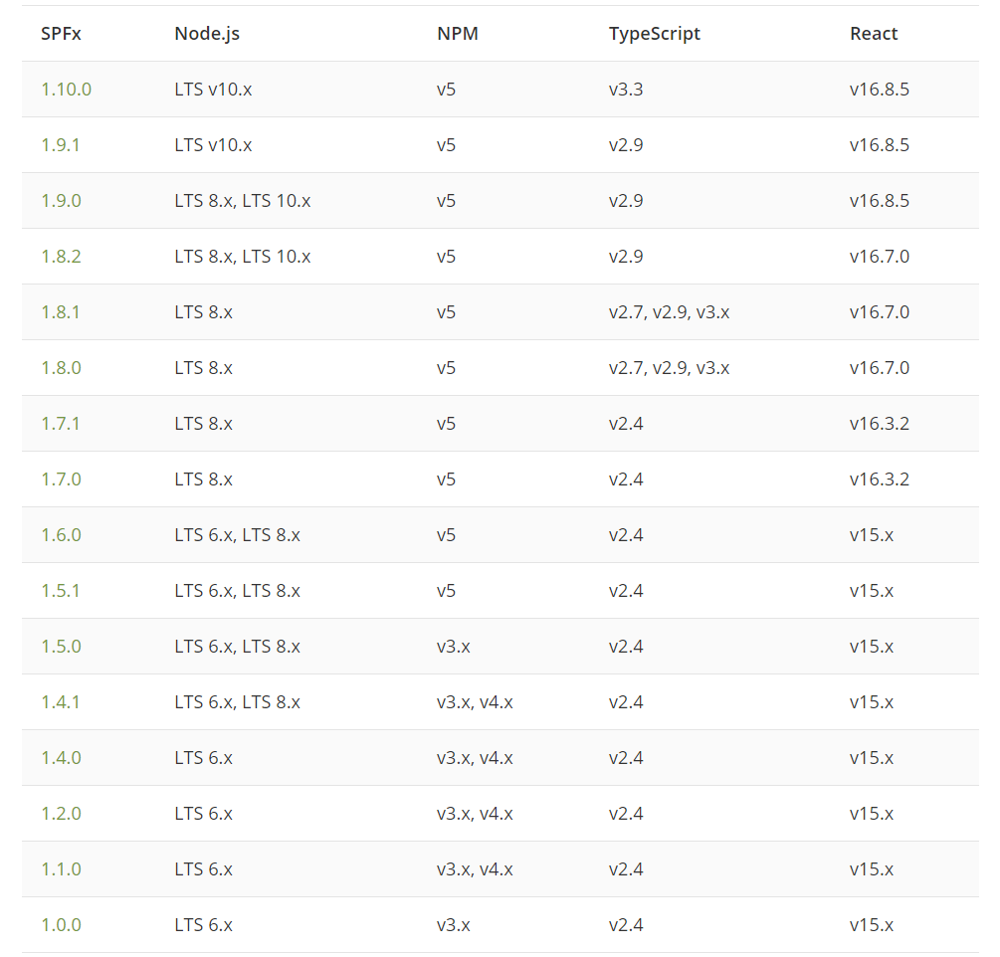 SPFx Node.js NPM TypeScript React
1.10.0 LTS v10.x v5 v3.3 v16.8.5
1.9.1 LTS v10.x v5 v2.9 v16.8.5
1.9.0 LTS 8.x, LTS 10.x v5 v2.9 v16.8.5
1.8.2 LTS 8.x, LTS 10.x v5 v2.9 v16.7.0
1.8.1 LTS 8.x v5 v2.7, v2.9, v3.x v16.7.0
1.8.0 LTS 8.x v5 v2.7, v2.9, v3.x v16.7.0
1.7.1 LTS 8.x v5 v2.4 v16.3.2
1.7.0 LTS 8.x v5 v2.4 v16.3.2
1.6.0 LTS 6.x, LTS 8.x v5 v2.4 v15.x
1.5.1 LTS 6.x, LTS 8.x v5 v2.4 v15.x
1.5.0 LTS 6.x, LTS 8.x v3.x v2.4 v15.x
1.4.1 LTS 6.x, LTS 8.x v3.x, v4.x v2.4 v15.x
1.4.0 LTS 6.x v3.x, v4.x v2.4 v15.x
1.2.0 LTS 6.x v3.x, v4.x v2.4 v15.x
1.1.0 LTS 6.x v3.x, v4.x v2.4 v15.x
1.0.0 LTS 6.x v3.x v2.4 v15.x